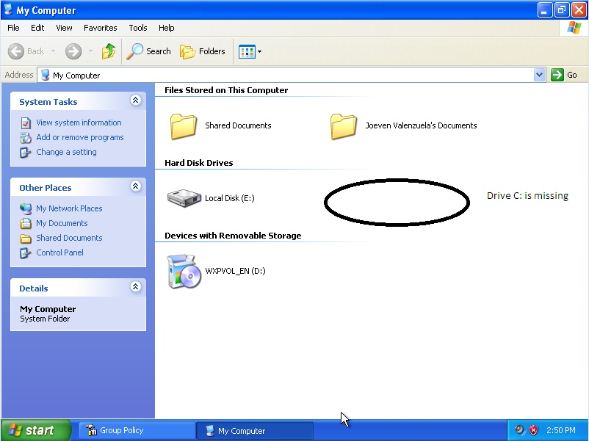 My Computer
File Edit View Favorites Tools Help
Back Search Folders
Address My Computer Go
System Tasks
View system information
Add or remove programs
Change a setting
Other Places
My Network Places
My Documents
Shared Documents
Control Panel
Details
My Computer
System Folder
Files Stored on This Computer
Shared Documents Joeven Valenzuela's Documents
Hard Disk Drives
Local Disk (E:) Drive C: is missing
Devices with Removable Storage
WXPVOL_EN (D:)
start Group Policy My Computer 2:50 PM